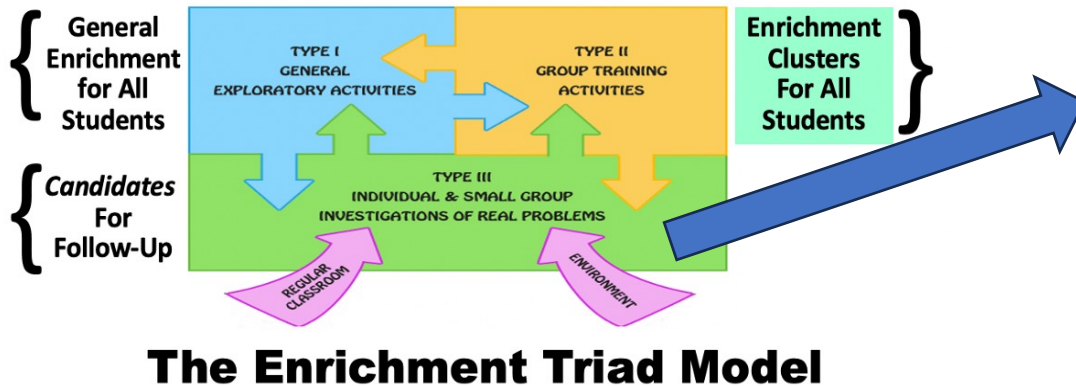 General
Enrichment
for All
Students
TYPE I
GENERAL
EXPLORATORY ACTIVITIES
TYPE II
GROUP TRAINING
ACTIVITIES
Enrichment
Clusters
For All
Students
Candidates
For
Follow-Up
TYPE III
INDIVIDUAL & SMALL GROUP
INVESTIGATIONS OF REAL PROBLEMS
REGULAR
CLASSROOM
ENVIRONMENT
The Enrichment Triad Model